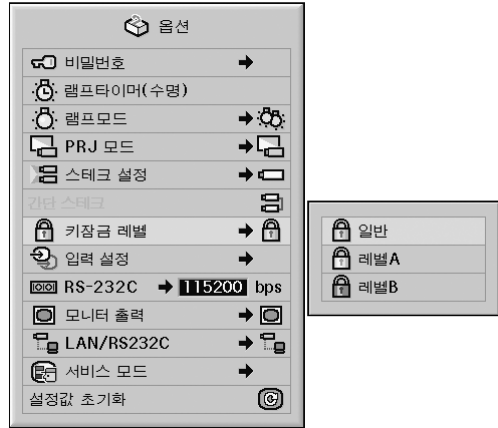 옵션
비밀번호
램프타이머(수명)
램프모드
PRJ 모드
스테크 설정
간단 스테크
키잠금 레벨
입력 설정
RS-232C 115200 bps
모니터 출력
LAN/RS232C
서비스 모드
설정값 초기화
일반
레벨A
레벨B